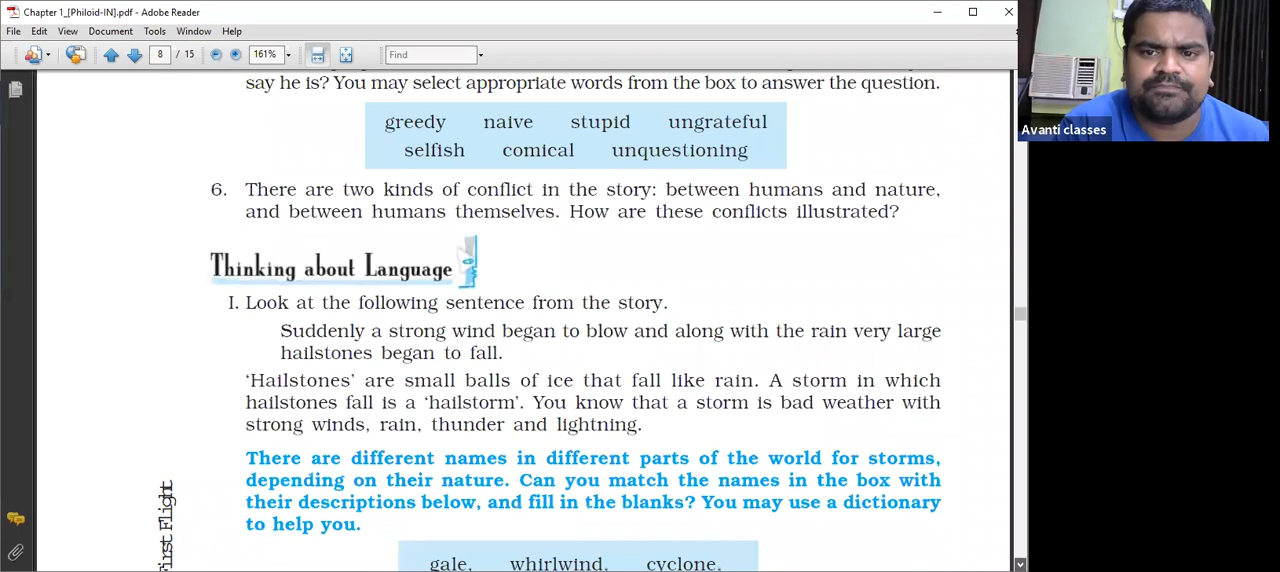 Chapter 1_[Philoid-IN].pdf - Adobe Reader
File Edit View Document Tools Window Help
8 / 15 161% Find
say he is? You may select appropriate words from the box to answer the question.
greedy naive stupid ungrateful
selfish comical unquestioning
6. There are two kinds of conflict in the story: between humans and nature,
and between humans themselves. How are these conflicts illustrated?
Thinking about Language
I. Look at the following sentence from the story.
Suddenly a strong wind began to blow and along with the rain very large
hailstones began to fall.
‘Hailstones’ are small balls of ice that fall like rain. A storm in which
hailstones fall is a ‘hailstorm’. You know that a storm is bad weather with
strong winds, rain, thunder and lightning.
There are different names in different parts of the world for storms,
depending on their nature. Can you match the names in the box with
their descriptions below, and fill in the blanks? You may use a dictionary
to help you.
gale, whirlwind, cyclone,
First Flight
Avanti classes